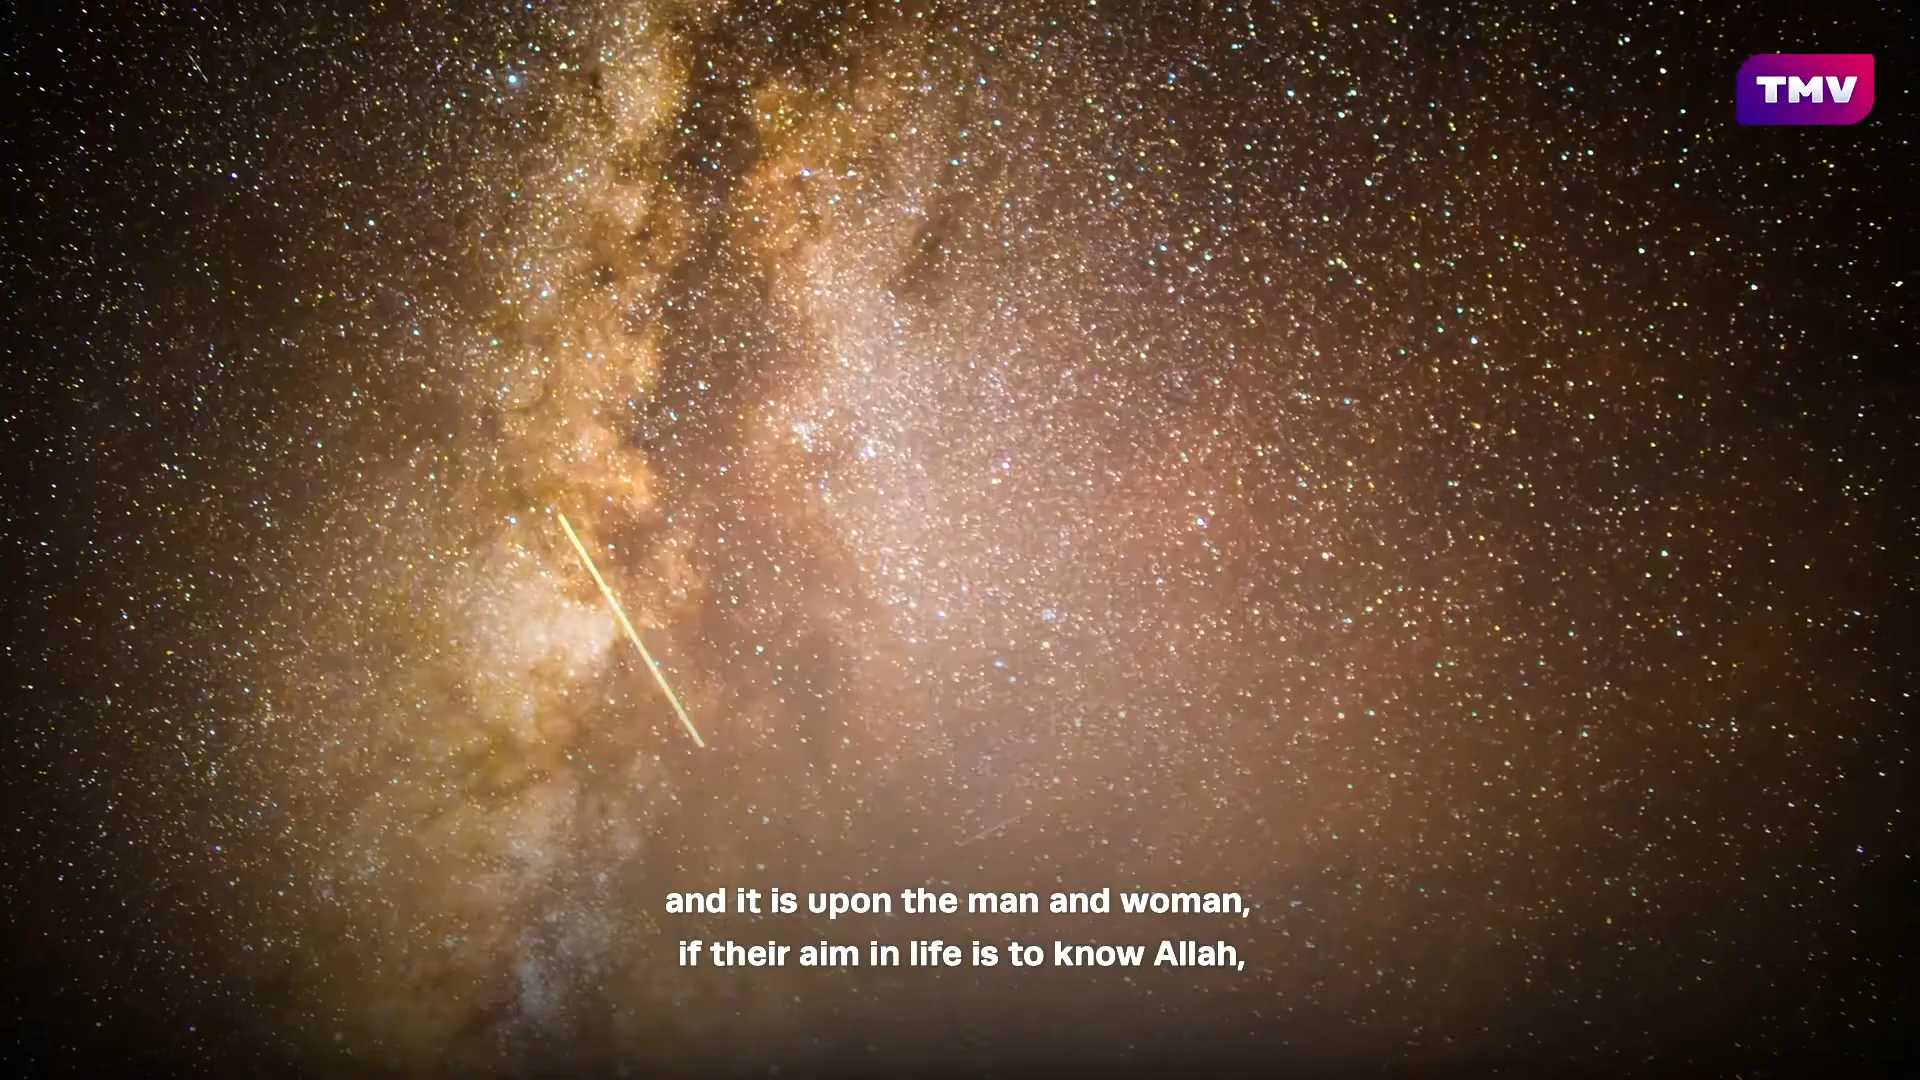 TMV
and it is upon the man and woman,
if their aim in life is to know Allah,